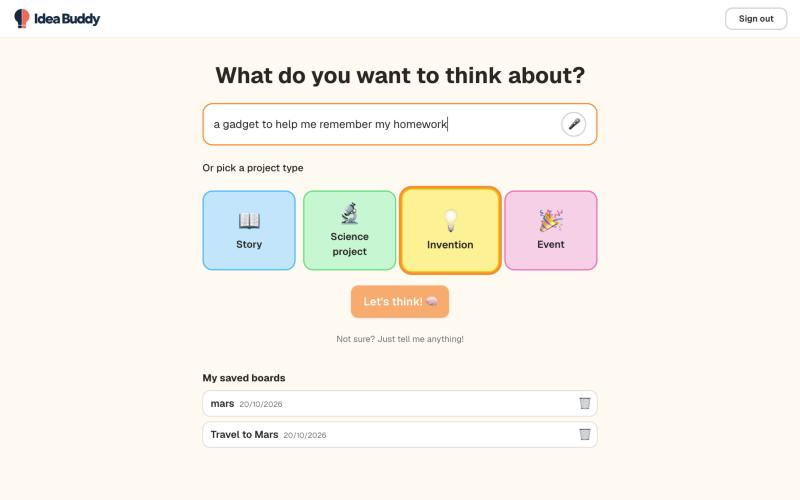 Idea Buddy
Sign out
What do you want to think about?
a gadget to help me remember my homework
Or pick a project type
Story
Science
project
Invention
Event
Let's think!
Not sure? Just tell me anything!
My saved boards
mars 20/10/2026
Travel to Mars 20/10/2026